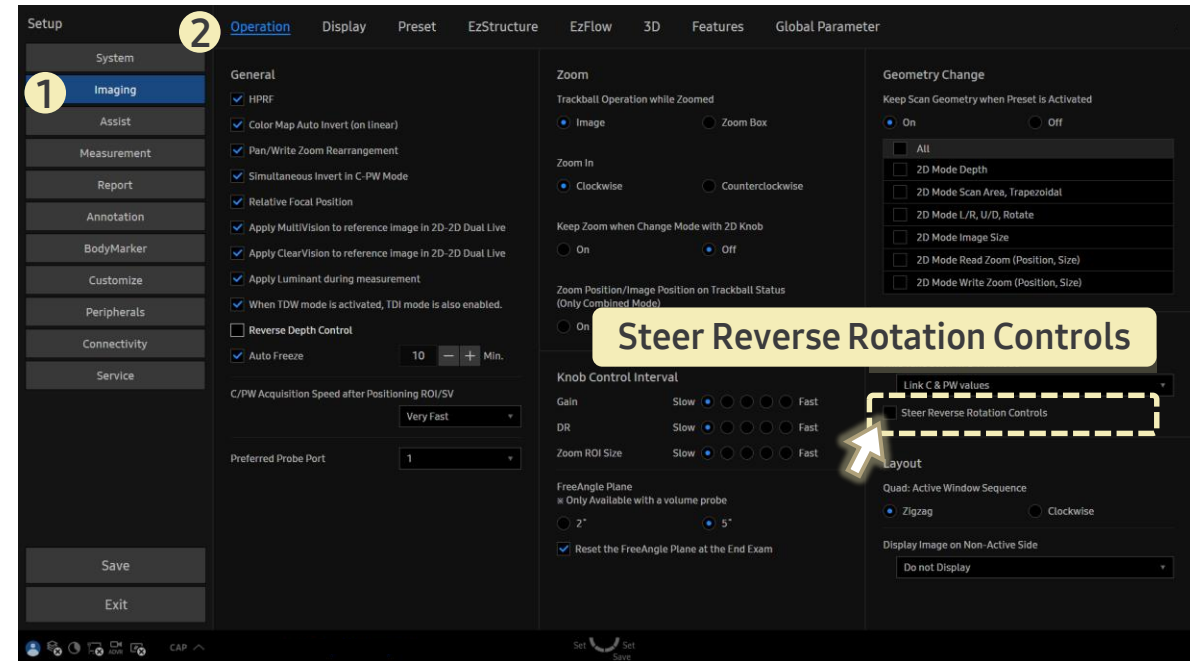 Setup
2
Operation Display Preset EzStructure EzFlow 3D Features Global Parameter
System
1
Imaging
Assist
Measurement
Report
Annotation
BodyMarker
Customize
Peripherals
Connectivity
Service
Save
Exit
General
HPRF
Color Map Auto Invert (on linear)
Pan/Write Zoom Rearrangement
Simultaneous Invert in C-PW Mode
Relative Focal Position
Apply MultiVision to reference image in 2D-2D Dual Live
Apply ClearVision to reference image in 2D-2D Dual Live
Apply Luminant during measurement
When TDW mode is activated, TDI mode is also enabled.
Reverse Depth Control
Auto Freeze 10 − + Min.
C/PW Acquisition Speed after Positioning ROI/SV
Very Fast
Preferred Probe Port 1
Zoom
Trackball Operation while Zoomed
Image Zoom Box
Zoom In
Clockwise Counterclockwise
Keep Zoom when Change Mode with 2D Knob
On Off
Zoom Position/Image Position on Trackball Status
(Only Combined Mode)
On
Knob Control Interval
Gain Slow Fast
DR Slow Fast
Zoom ROI Size Slow Fast
FreeAngle Plane
※ Only Available with a volume probe
2° 5°
Reset the FreeAngle Plane at the End Exam
Geometry Change
Keep Scan Geometry when Preset is Activated
On Off
All
2D Mode Depth
2D Mode Scan Area, Trapezoidal
2D Mode L/R, U/D, Rotate
2D Mode Image Size
2D Mode Read Zoom (Position, Size)
2D Mode Write Zoom (Position, Size)
Steer Reverse Rotation Controls
Link C & PW values
Steer Reverse Rotation Controls
Layout
Quad: Active Window Sequence
Zigzag Clockwise
Display Image on Non-Active Side
Do not Display
CAP
Set Set
Save